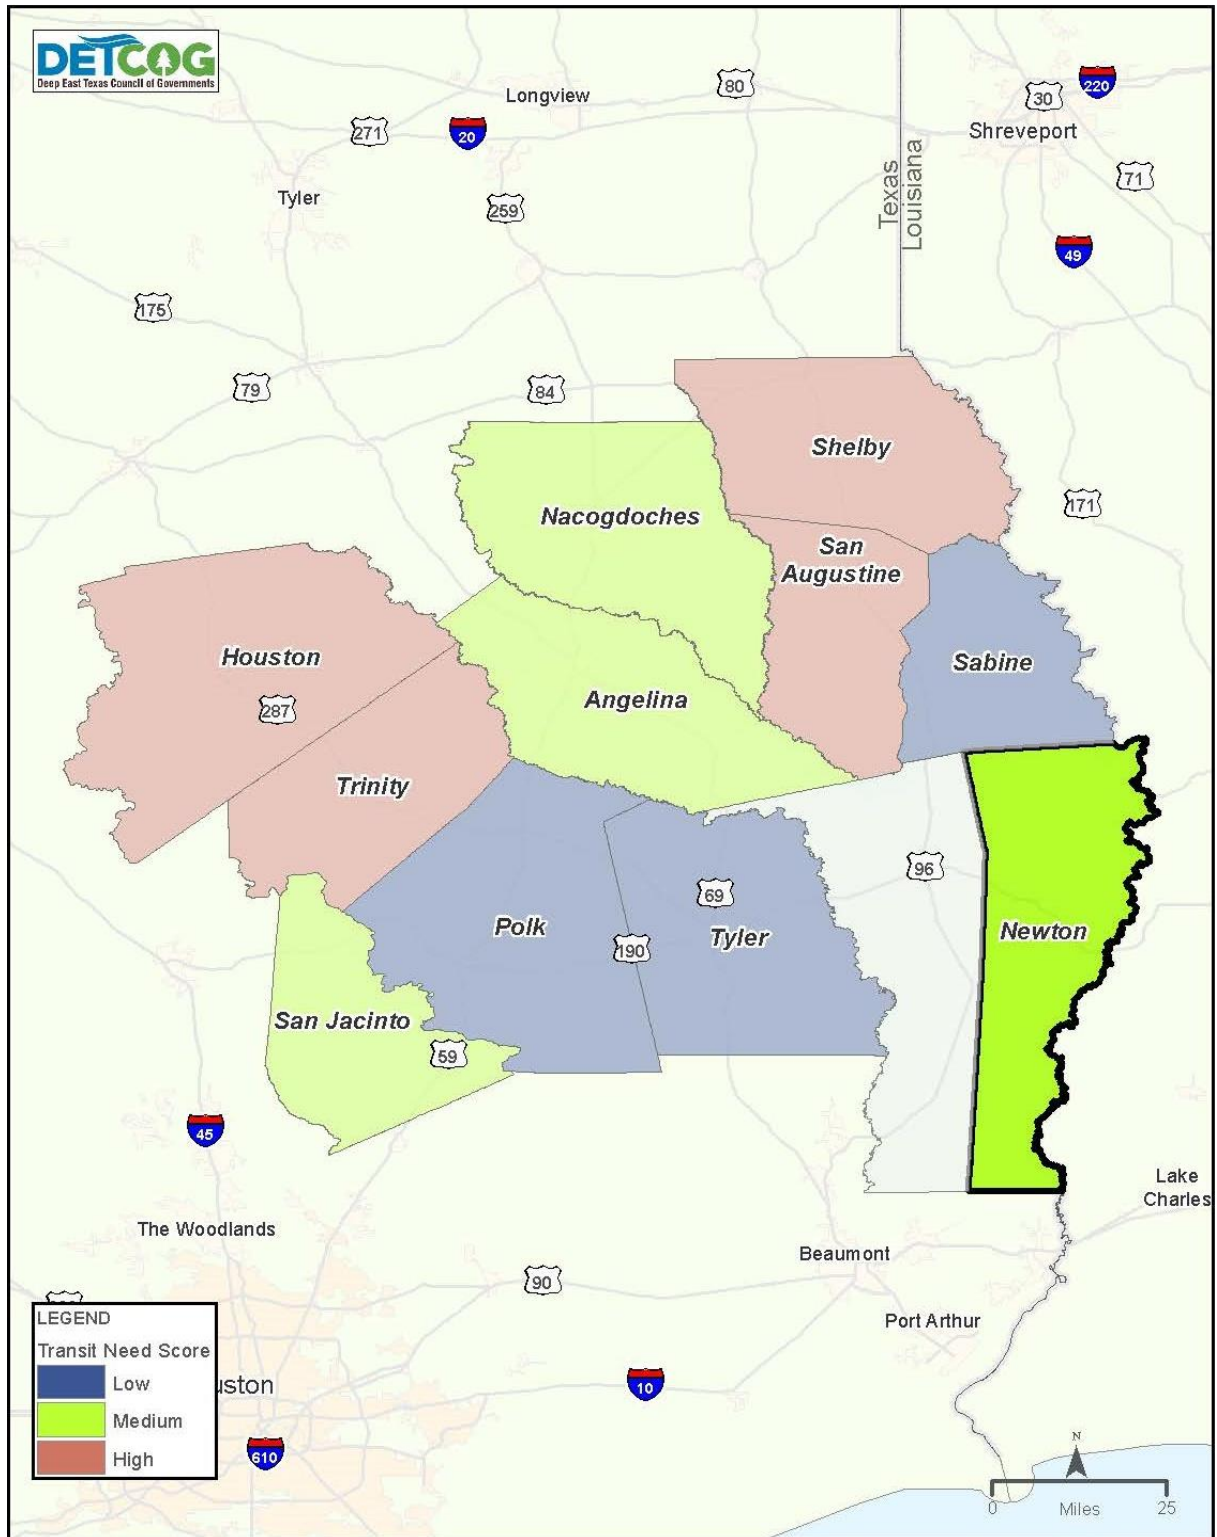 DETCOG
Deep East Texas Council of Governments
Longview
80
220
30
271
20
Shreveport
Texas
Louisiana
71
Tyler
259
49
175
79
84
Shelby
171
Nacogdoches
San
Augustine
Houston
Sabine
Angelina
287
Trinity
96
69
Polk
Tyler
190
Newton
San Jacinto
59
45
Lake
Charles
The Woodlands
Beaumont
90
Port Arthur
LEGEND
Transit Need Score
Low
Medium
High
uston
10
610
N
0 Miles 25